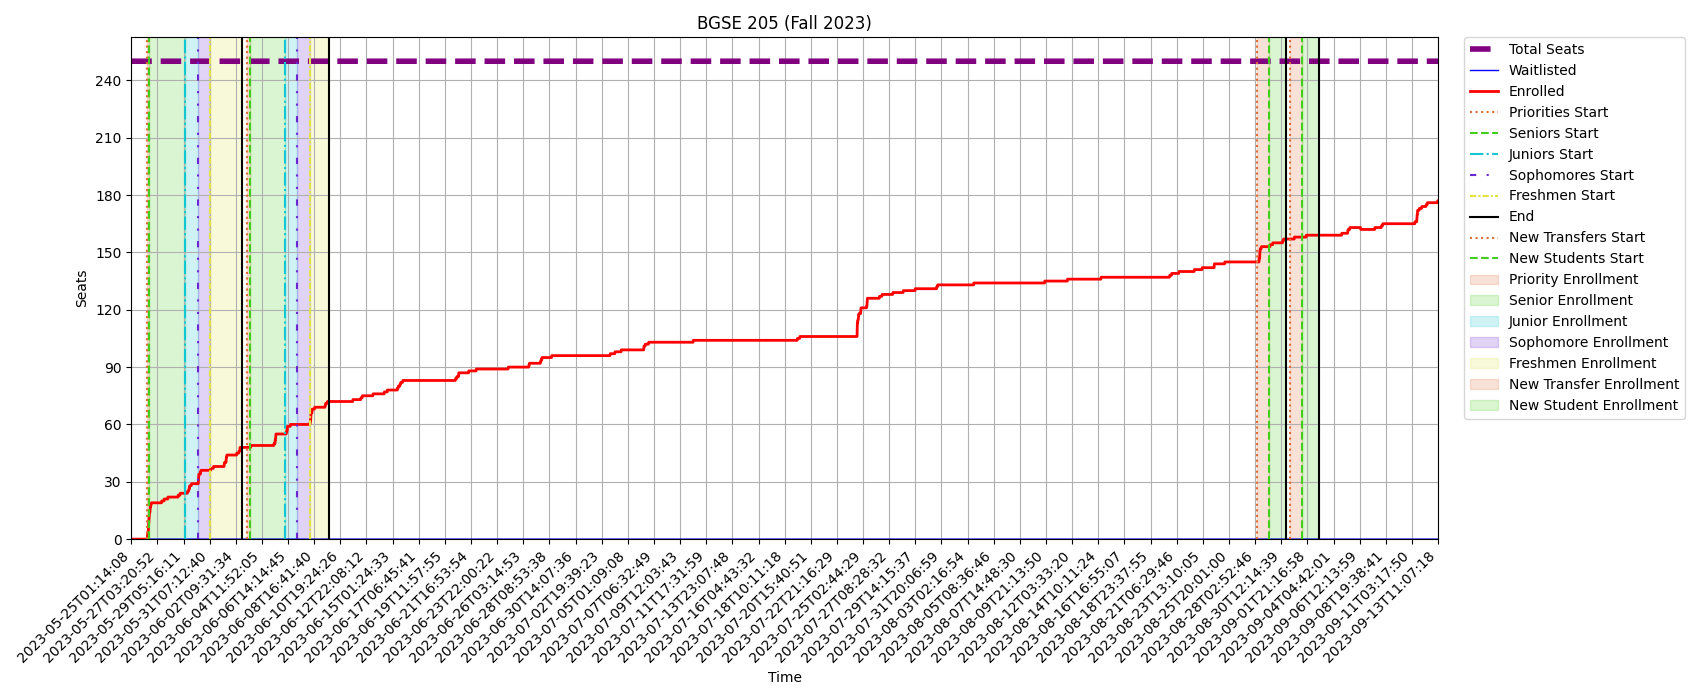 BGSE 205 (Fall 2023)
Seats
240
210
180
150
120
90
60
30
0
2023-05-25T01:14:08
2023-05-27T03:20:52
2023-05-29T05:16:11
2023-05-31T07:12:40
2023-06-02T09:31:34
2023-06-04T11:52:05
2023-06-06T14:14:45
2023-06-08T16:41:40
2023-06-10T19:24:26
2023-06-12T22:08:12
2023-06-15T01:24:33
2023-06-17T06:45:41
2023-06-19T11:57:55
2023-06-21T16:53:54
2023-06-23T22:00:22
2023-06-26T03:14:53
2023-06-28T08:53:38
2023-06-30T14:07:36
2023-07-02T19:39:23
2023-07-05T01:09:08
2023-07-07T06:32:49
2023-07-09T12:03:43
2023-07-11T17:31:59
2023-07-13T23:07:48
2023-07-16T04:43:32
2023-07-18T10:11:18
2023-07-20T15:40:51
2023-07-22T21:16:29
2023-07-25T02:44:29
2023-07-27T08:28:32
2023-07-29T14:15:37
2023-07-31T20:06:59
2023-08-03T02:16:54
2023-08-05T08:36:46
2023-08-07T14:48:30
2023-08-09T21:13:50
2023-08-12T03:33:20
2023-08-14T10:11:24
2023-08-16T16:55:07
2023-08-18T23:37:55
2023-08-21T06:29:46
2023-08-23T13:10:05
2023-08-25T20:01:00
2023-08-28T02:52:46
2023-08-30T12:14:39
2023-09-01T21:16:58
2023-09-04T04:42:01
2023-09-06T12:13:59
2023-09-08T19:38:41
2023-09-11T03:17:50
2023-09-13T11:07:18
Time
Total Seats
Waitlisted
Enrolled
Priorities Start
Seniors Start
Juniors Start
Sophomores Start
Freshmen Start
End
New Transfers Start
New Students Start
Priority Enrollment
Senior Enrollment
Junior Enrollment
Sophomore Enrollment
Freshmen Enrollment
New Transfer Enrollment
New Student Enrollment